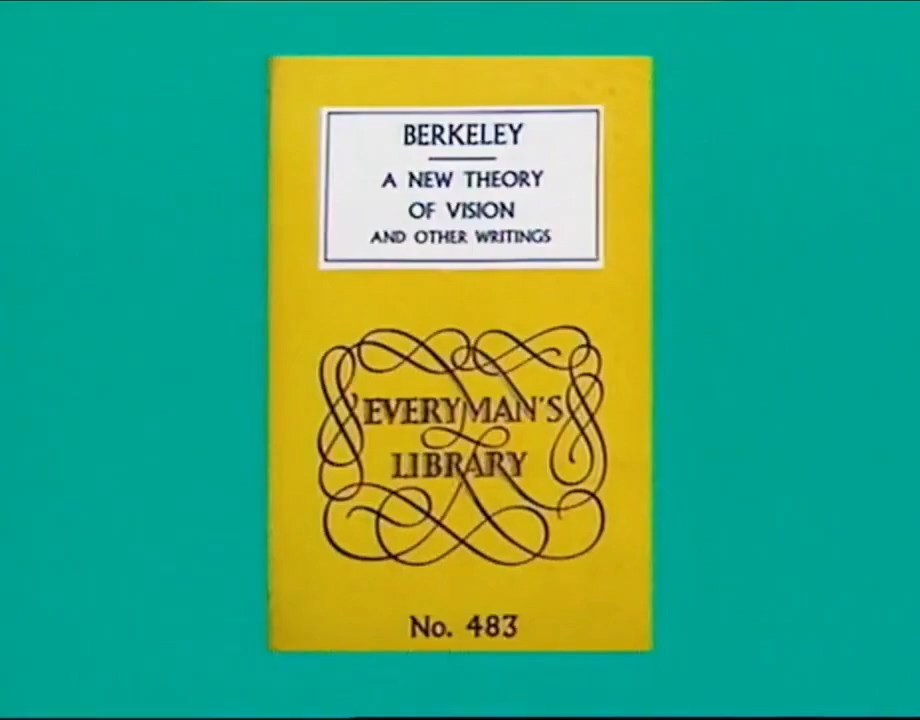 BERKELEY
A NEW THEORY
OF VISION
AND OTHER WRITINGS
EVERYMAN'S
LIBRARY
No. 483